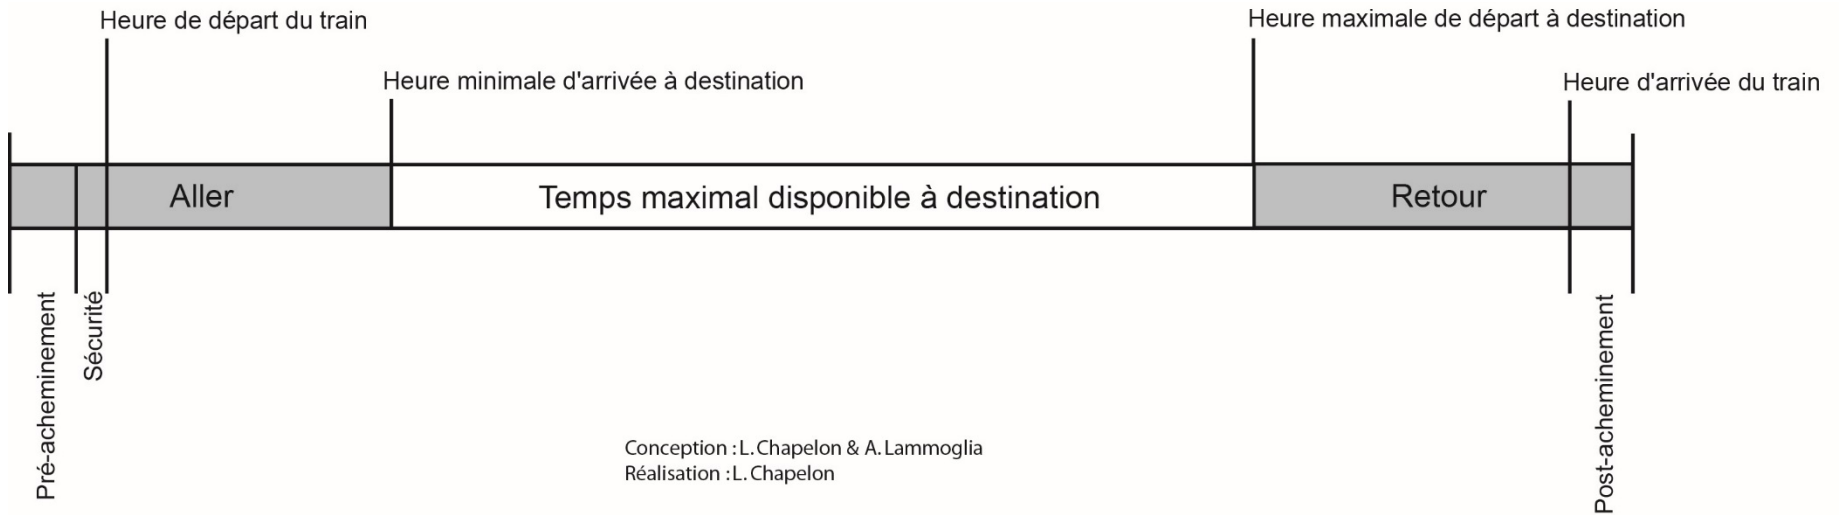 Heure de départ du train
Heure maximale de départ à destination
Heure minimale d'arrivée à destination
Heure d'arrivée du train
Aller
Temps maximal disponible à destination
Retour
Pré-acheminement
Sécurité
Post-acheminement
Conception : L. Chapelon & A. Lammoglia
Réalisation : L. Chapelon